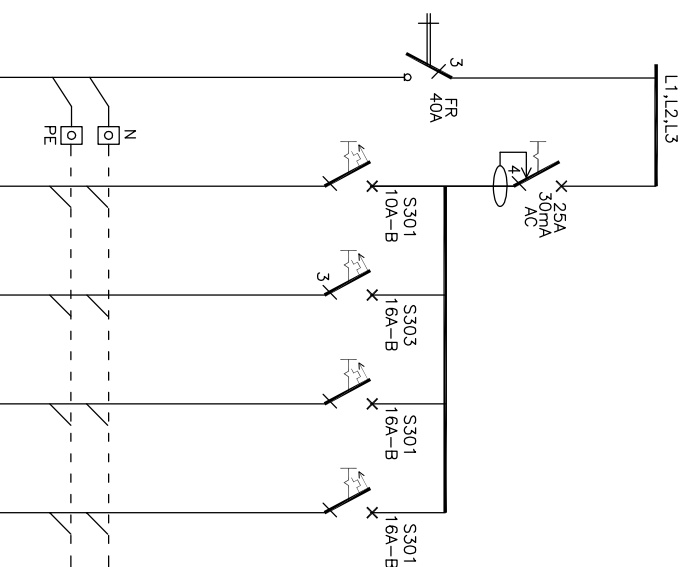 L1,L2,L3
3
FR
40A
4
25A
30mA
AC
N
PE
S301
10A-B
3
S303
16A-B
S301
16A-B
S301
16A-B